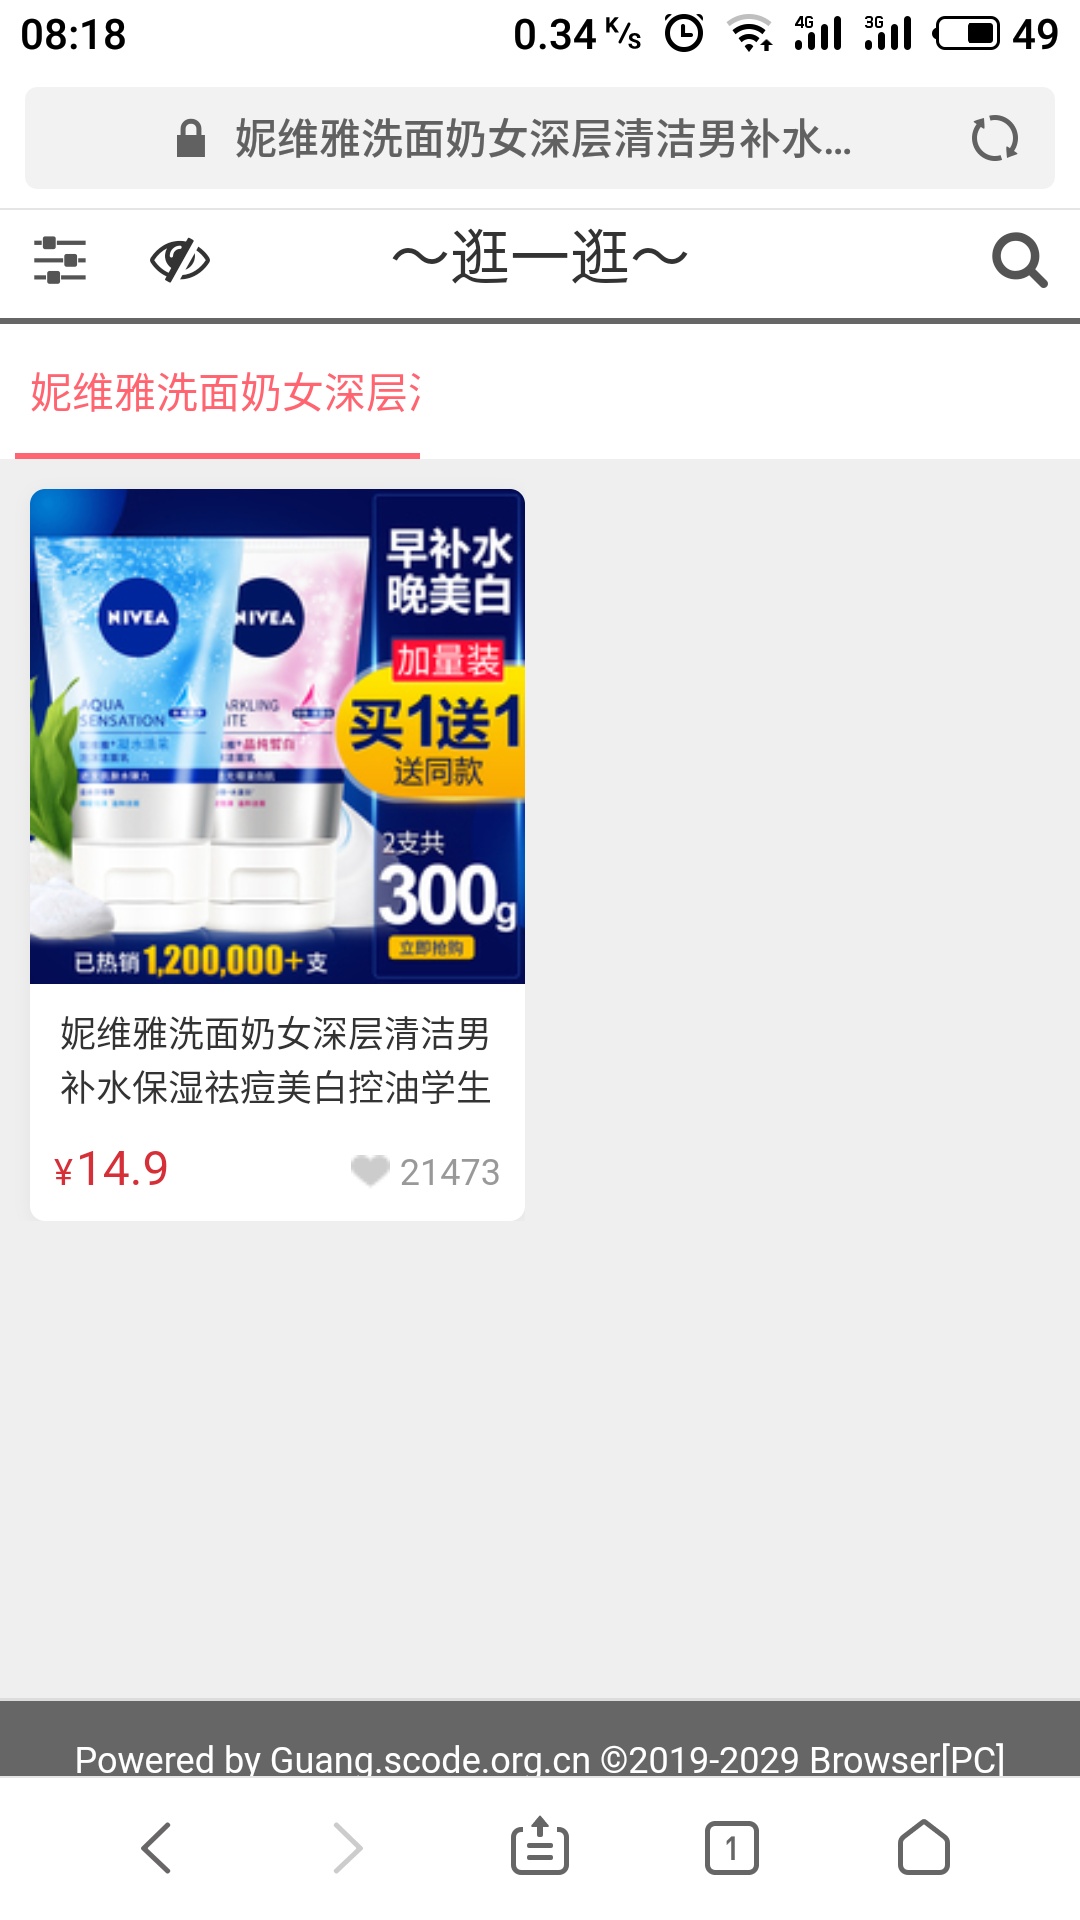 08:18 0.34 K/s 4G 3G 49
妮维雅洗面奶女深层清洁男补水...
～逛一逛～
妮维雅洗面奶女深层
早补水
晚美白
加量装
买1送1
送同款
NIVEA NIVEA
AQUA
SENSATION
2支共
300g
立即抢购
已热销1,200,000+支
妮维雅洗面奶女深层清洁男
补水保湿祛痘美白控油学生
¥14.9 21473
Powered by Guang.scode.org.cn ©2019-2029 Browser[PC]
1